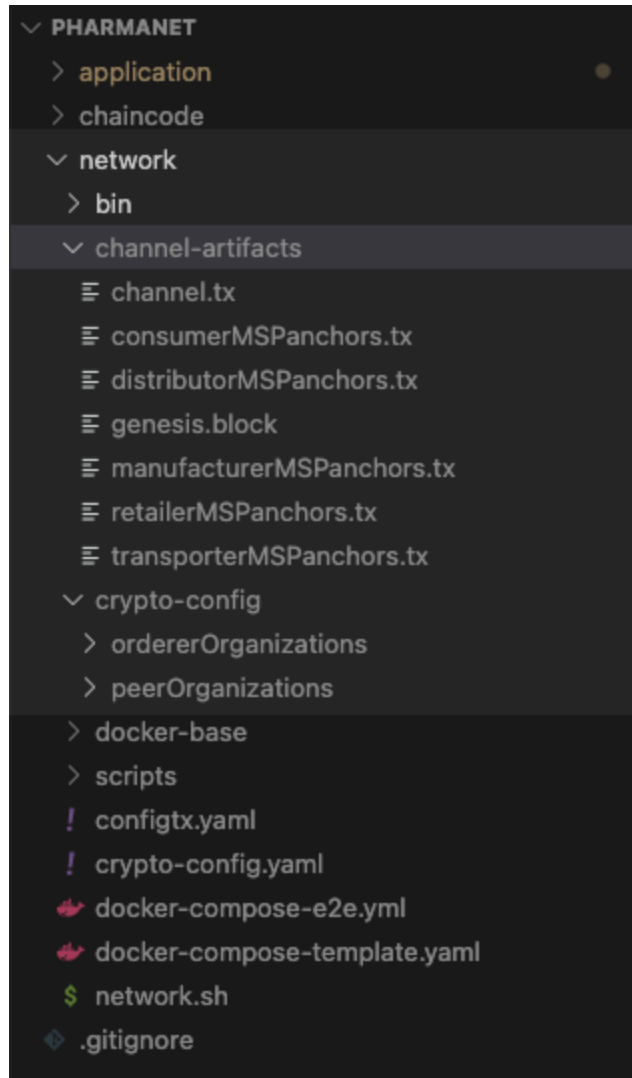 PHARMANET
application
chaincode
network
bin
channel-artifacts
channel.tx
consumerMSPanchors.tx
distributorMSPanchors.tx
genesis.block
manufacturerMSPanchors.tx
retailerMSPanchors.tx
transporterMSPanchors.tx
crypto-config
ordererOrganizations
peerOrganizations
docker-base
scripts
! configtx.yaml
! crypto-config.yaml
docker-compose-e2e.yml
docker-compose-template.yaml
$ network.sh
.gitignore